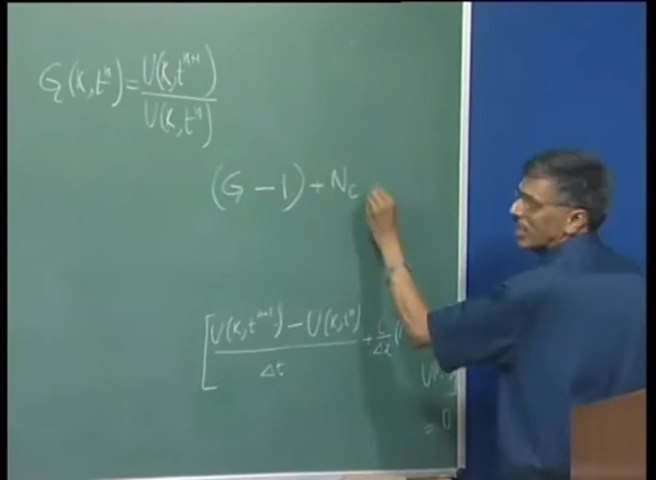 G(k,tⁿ) = U(k,tⁿ⁺¹) / U(k,tⁿ)
(G − 1) + N_c
[ (U(k,tⁿ⁺¹) − U(k,tⁿ)) / Δt + c/Δx (
= 0